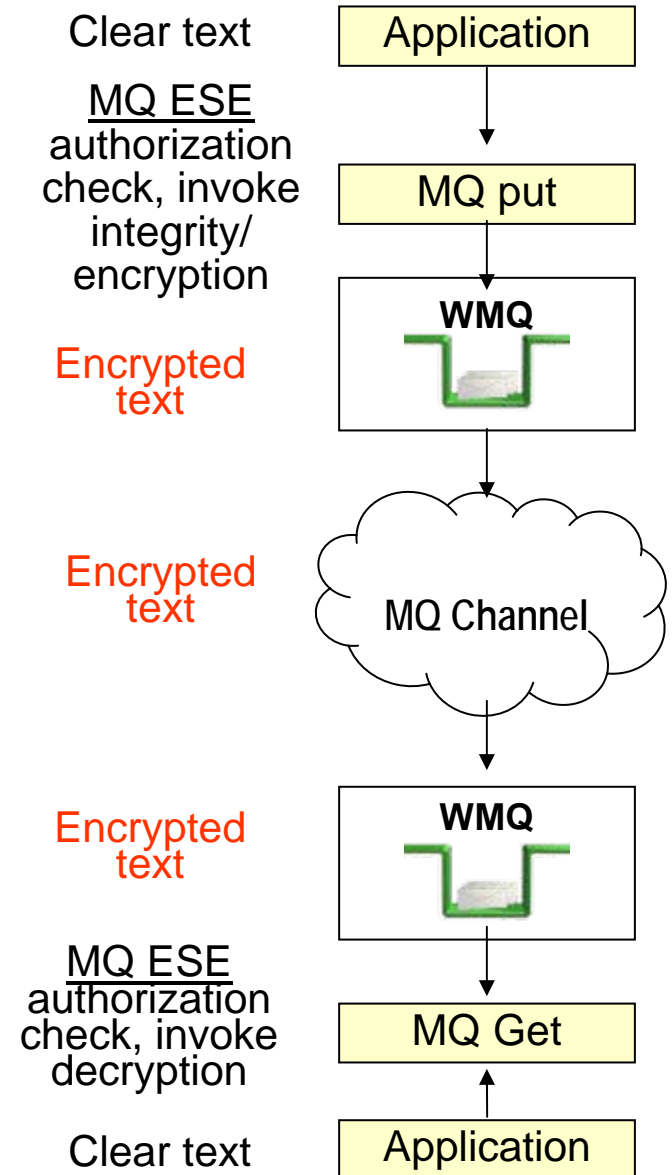 Clear text
Application
MQ ESE
authorization
check, invoke
integrity/
encryption
MQ put
WMQ
Encrypted
text
Encrypted
text
MQ Channel
WMQ
Encrypted
text
MQ ESE
authorization
check, invoke
decryption
MQ Get
Clear text
Application